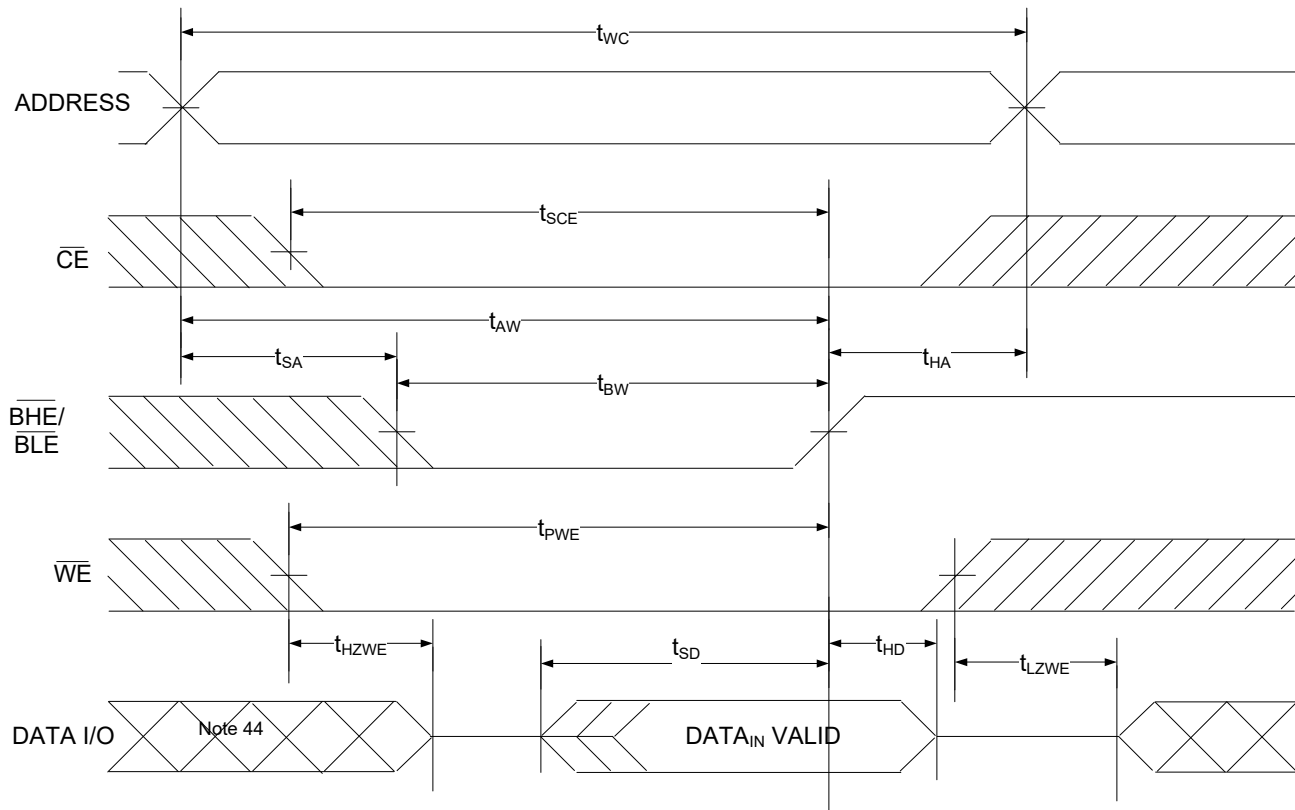 tWC
ADDRESS
tSCE
CE
tAW
tSA
tHA
tBW
BHE/
BLE
tPWE
WE
tHZWE
tSD
tHD
tLZWE
DATA I/O
Note 44
DATAIN VALID